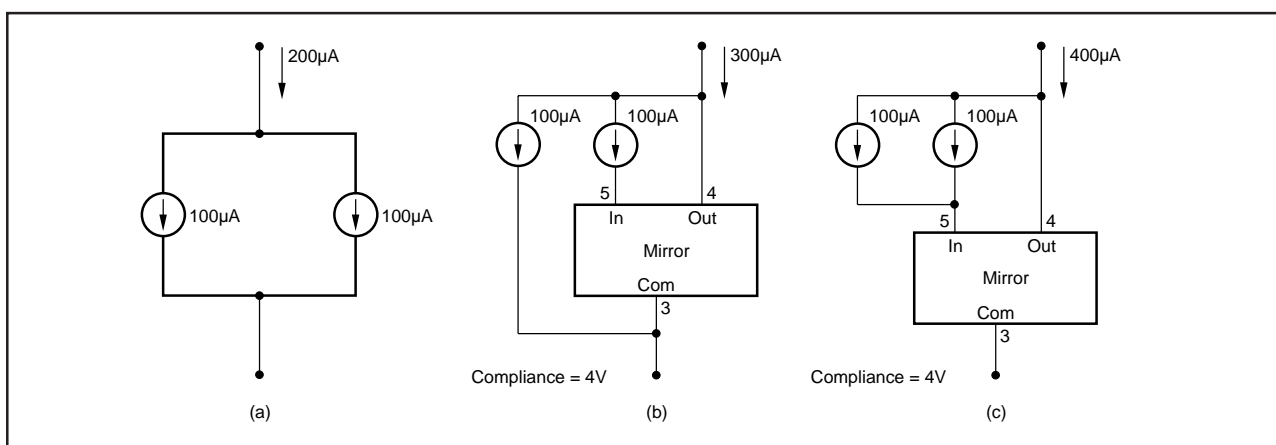 200µA
100µA
100µA
(a)
300µA
100µA
100µA
5
4
In
Out
Mirror
Com
3
Compliance = 4V
(b)
400µA
100µA
100µA
5
4
In
Out
Mirror
Com
3
Compliance = 4V
(c)